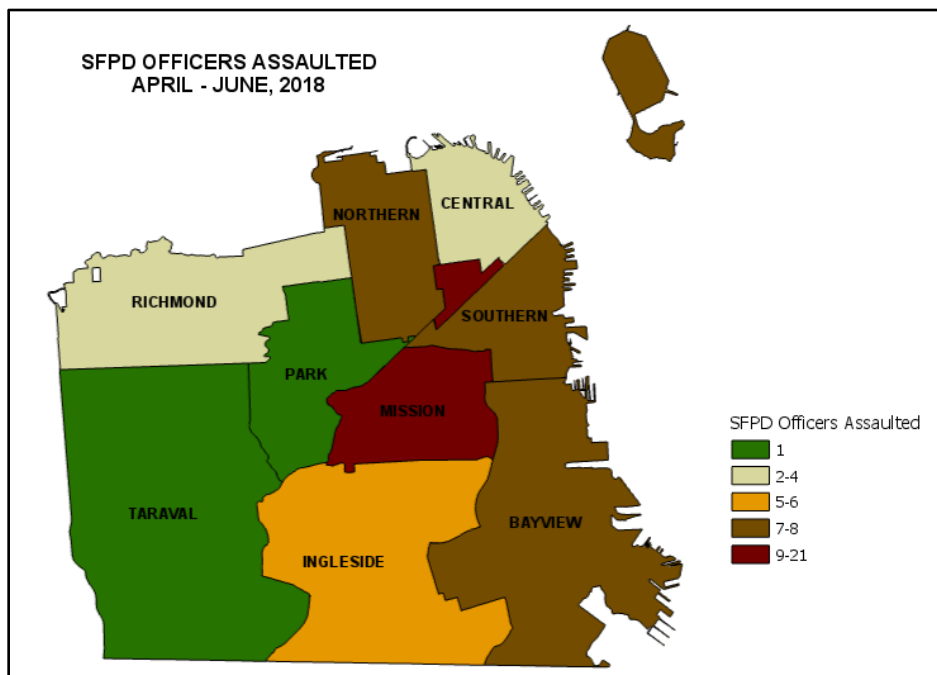 SFPD OFFICERS ASSAULTED
APRIL - JUNE, 2018
CENTRAL
NORTHERN
RICHMOND
SOUTHERN
PARK
MISSION
TARAVAL
BAYVIEW
INGLESIDE
SFPD Officers Assaulted
1
2-4
5-6
7-8
9-21